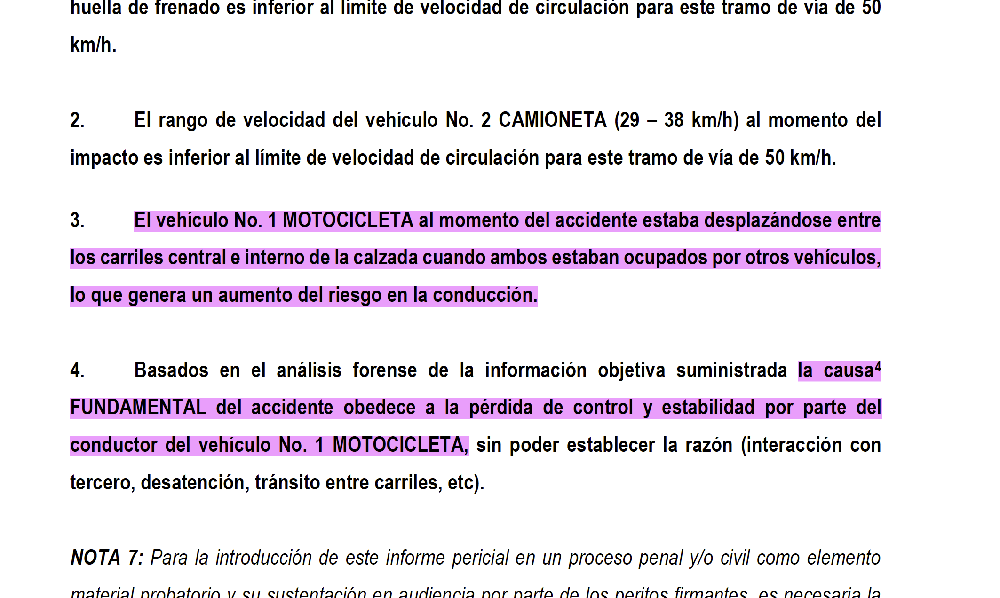 huella de frenado es inferior al límite de velocidad de circulación para este tramo de vía de 50
km/h.
2. El rango de velocidad del vehículo No. 2 CAMIONETA (29 – 38 km/h) al momento del
impacto es inferior al límite de velocidad de circulación para este tramo de vía de 50 km/h.
3. El vehículo No. 1 MOTOCICLETA al momento del accidente estaba desplazándose entre
los carriles central e interno de la calzada cuando ambos estaban ocupados por otros vehículos,
lo que genera un aumento del riesgo en la conducción.
4. Basados en el análisis forense de la información objetiva suministrada la causa⁴
FUNDAMENTAL del accidente obedece a la pérdida de control y estabilidad por parte del
conductor del vehículo No. 1 MOTOCICLETA, sin poder establecer la razón (interacción con
tercero, desatención, tránsito entre carriles, etc).
NOTA 7: Para la introducción de este informe pericial en un proceso penal y/o civil como elemento
material probatorio y su sustentación en audiencia por parte de los peritos firmantes, es necesaria la